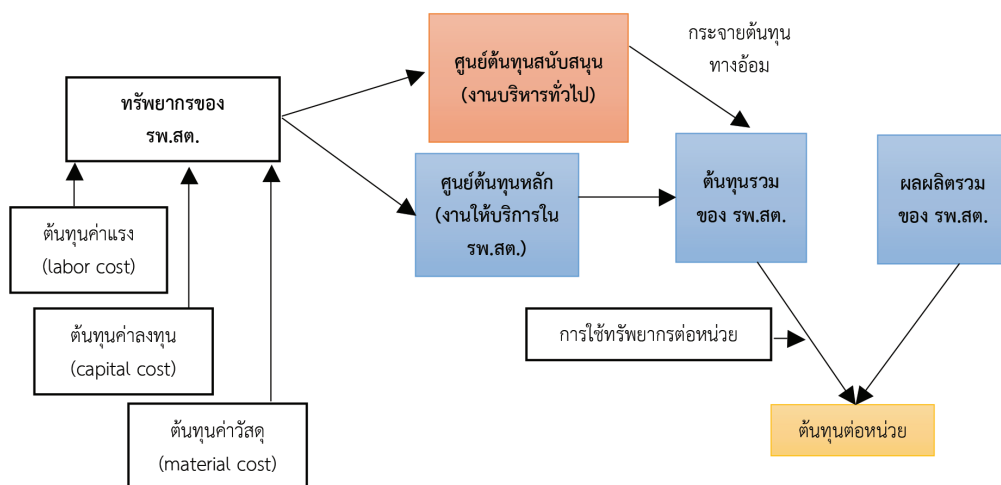 ทรัพยากรของ
รพ.สต.
ต้นทุนค่าแรง
(labor cost)
ต้นทุนค่าลงทุน
(capital cost)
ต้นทุนค่าวัสดุ
(material cost)
ศูนย์ต้นทุนสนับสนุน
(งานบริหารทั่วไป)
ศูนย์ต้นทุนหลัก
(งานให้บริการใน
รพ.สต.)
กระจายต้นทุน
ทางอ้อม
ต้นทุนรวม
ของ รพ.สต.
ผลผลิตรวม
ของ รพ.สต.
การใช้ทรัพยากรต่อหน่วย
ต้นทุนต่อหน่วย